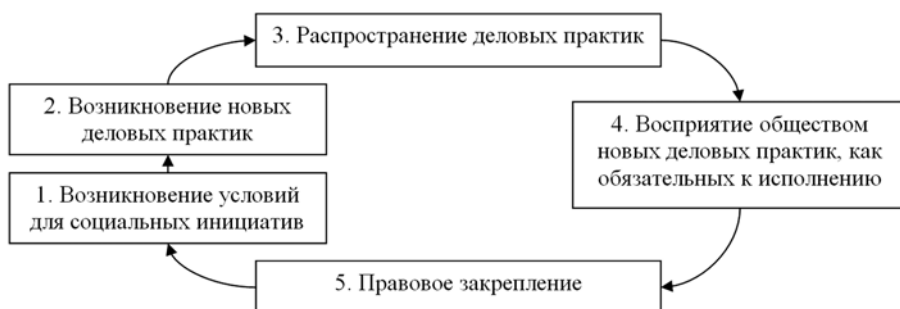 3. Распространение деловых практик
2. Возникновение новых
деловых практик
4. Восприятие обществом
новых деловых практик, как
обязательных к исполнению
1. Возникновение условий
для социальных инициатив
5. Правовое закрепление